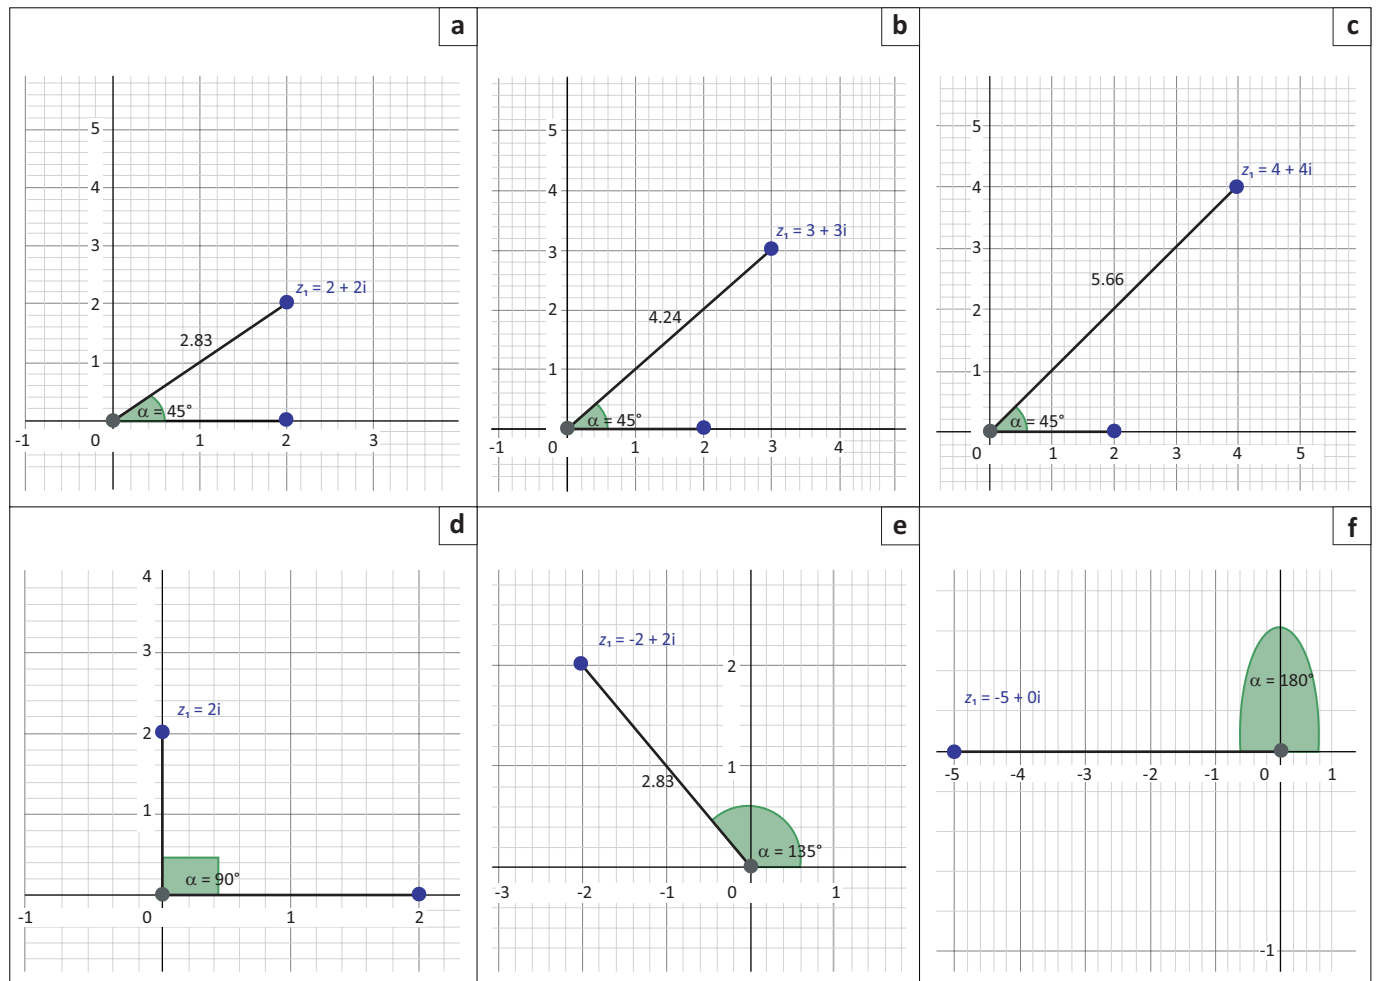 a
5
4
3
2
1
z₁ = 2 + 2i
2.83
α = 45°
-1 0 1 2 3
b
5
4
3
2
1
z₁ = 3 + 3i
4.24
α = 45°
-1 0 1 2 3 4
c
5
4
3
2
1
z₁ = 4 + 4i
5.66
α = 45°
0 1 2 3 4 5
d
4
3
2
1
z₁ = 2i
α = 90°
-1 0 1 2
e
z₁ = -2 + 2i
2
1
2.83
α = 135°
-3 -2 -1 0 1
f
α = 180°
z₁ = -5 + 0i
-5 -4 -3 -2 -1 0 1
-1